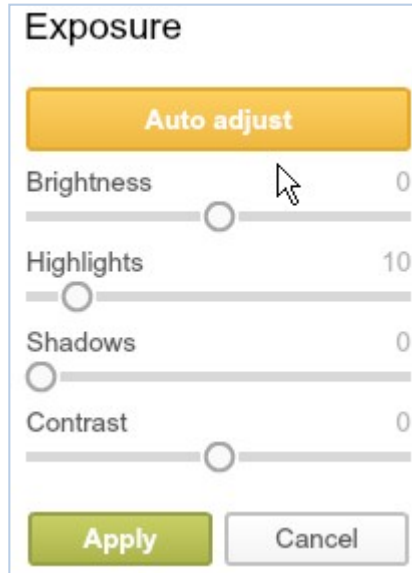 Exposure
Auto adjust
Brightness 0
Highlights 10
Shadows 0
Contrast 0
Apply Cancel